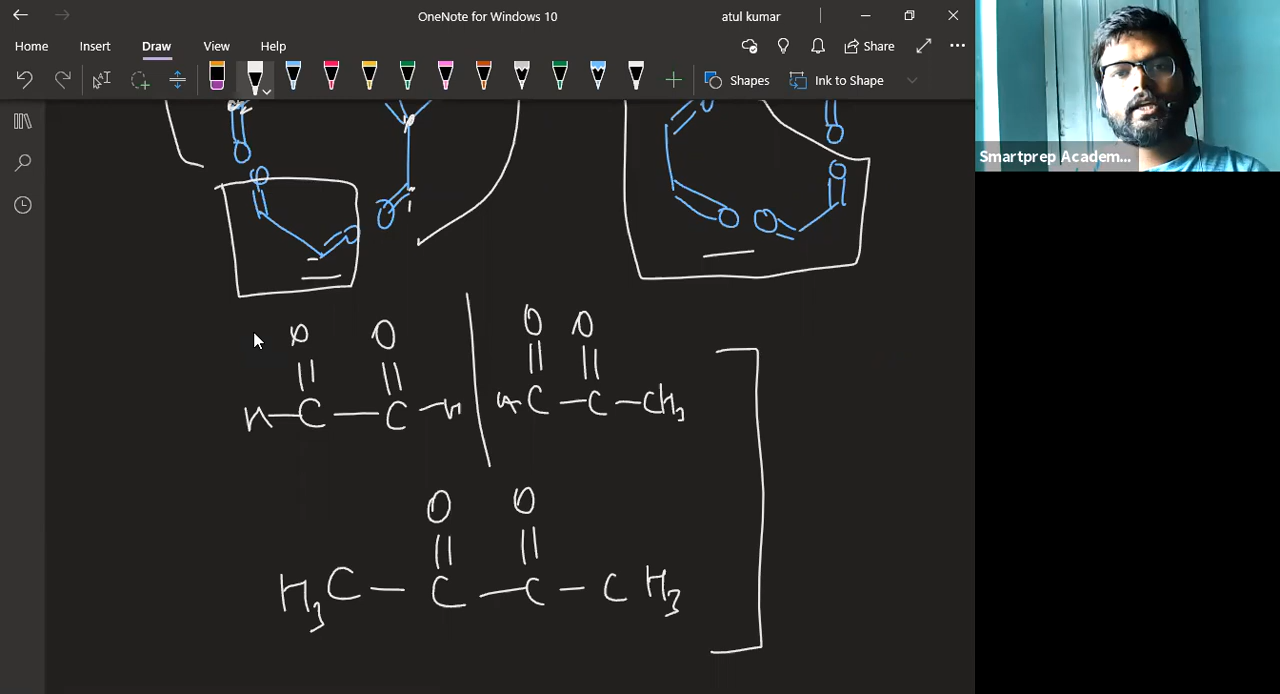 OneNote for Windows 10
atul kumar
Home Insert Draw View Help
Share
Shapes
Ink to Shape
Smartprep Academ...
O
O O
O O O
O O O
O O O O
H C C H
H C C CH3
O O
H3C C C CH3